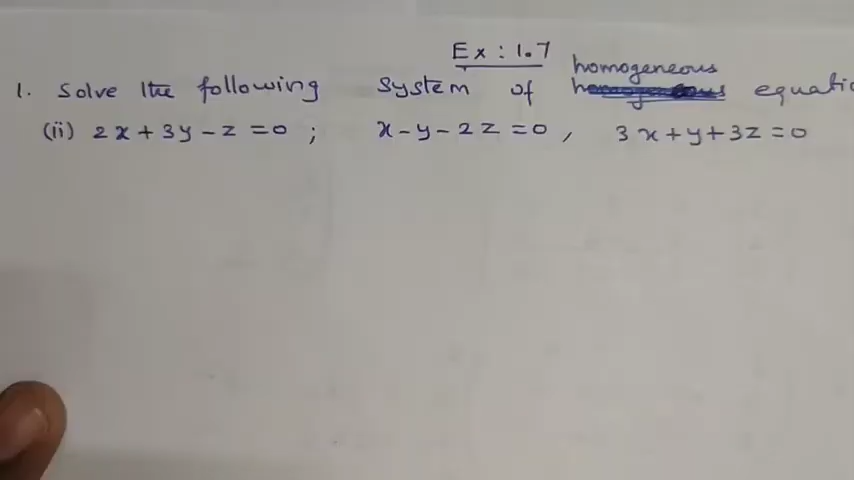 Ex : 1.7
1. Solve the following system of homogeneous equatio
(ii) 2x + 3y - z = 0 ; x - y - 2z = 0 , 3x + y + 3z = 0